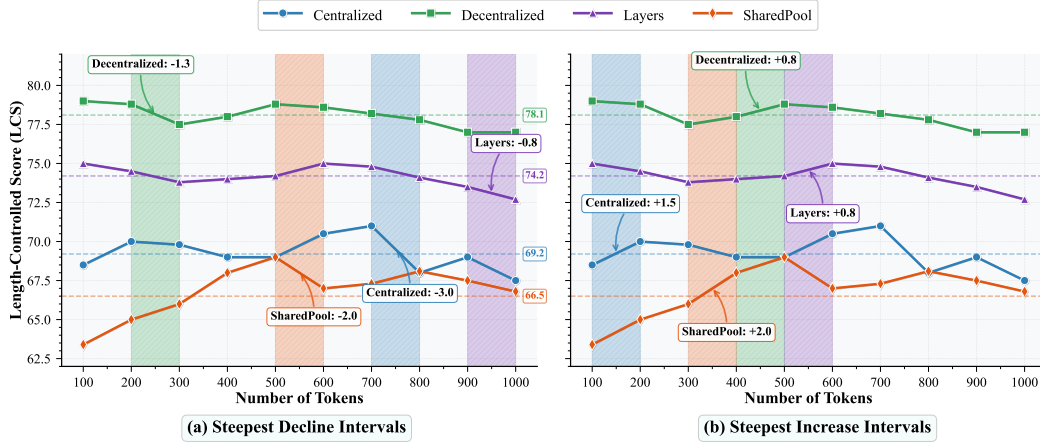 Centralized Decentralized Layers SharedPool
Length-Controlled Score (LCS)
80.0
77.5
75.0
72.5
70.0
67.5
65.0
62.5
Decentralized: -1.3
Layers: -0.8
Centralized: -3.0
SharedPool: -2.0
78.1
74.2
69.2
66.5
100 200 300 400 500 600 700 800 900 1000
Number of Tokens
(a) Steepest Decline Intervals
Decentralized: +0.8
Centralized: +1.5
Layers: +0.8
SharedPool: +2.0
100 200 300 400 500 600 700 800 900 1000
Number of Tokens
(b) Steepest Increase Intervals